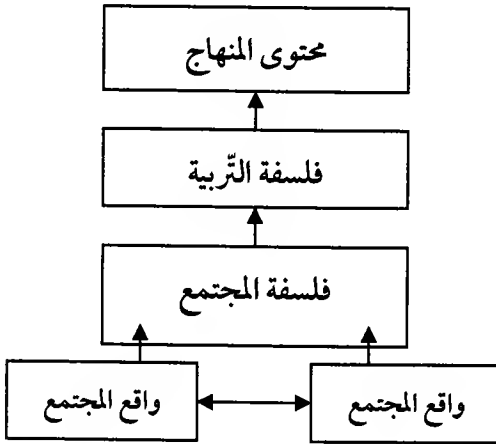 محتوى المنهاج
فلسفة التّربية
فلسفة المجتمع
واقع المجتمع
واقع المجتمع